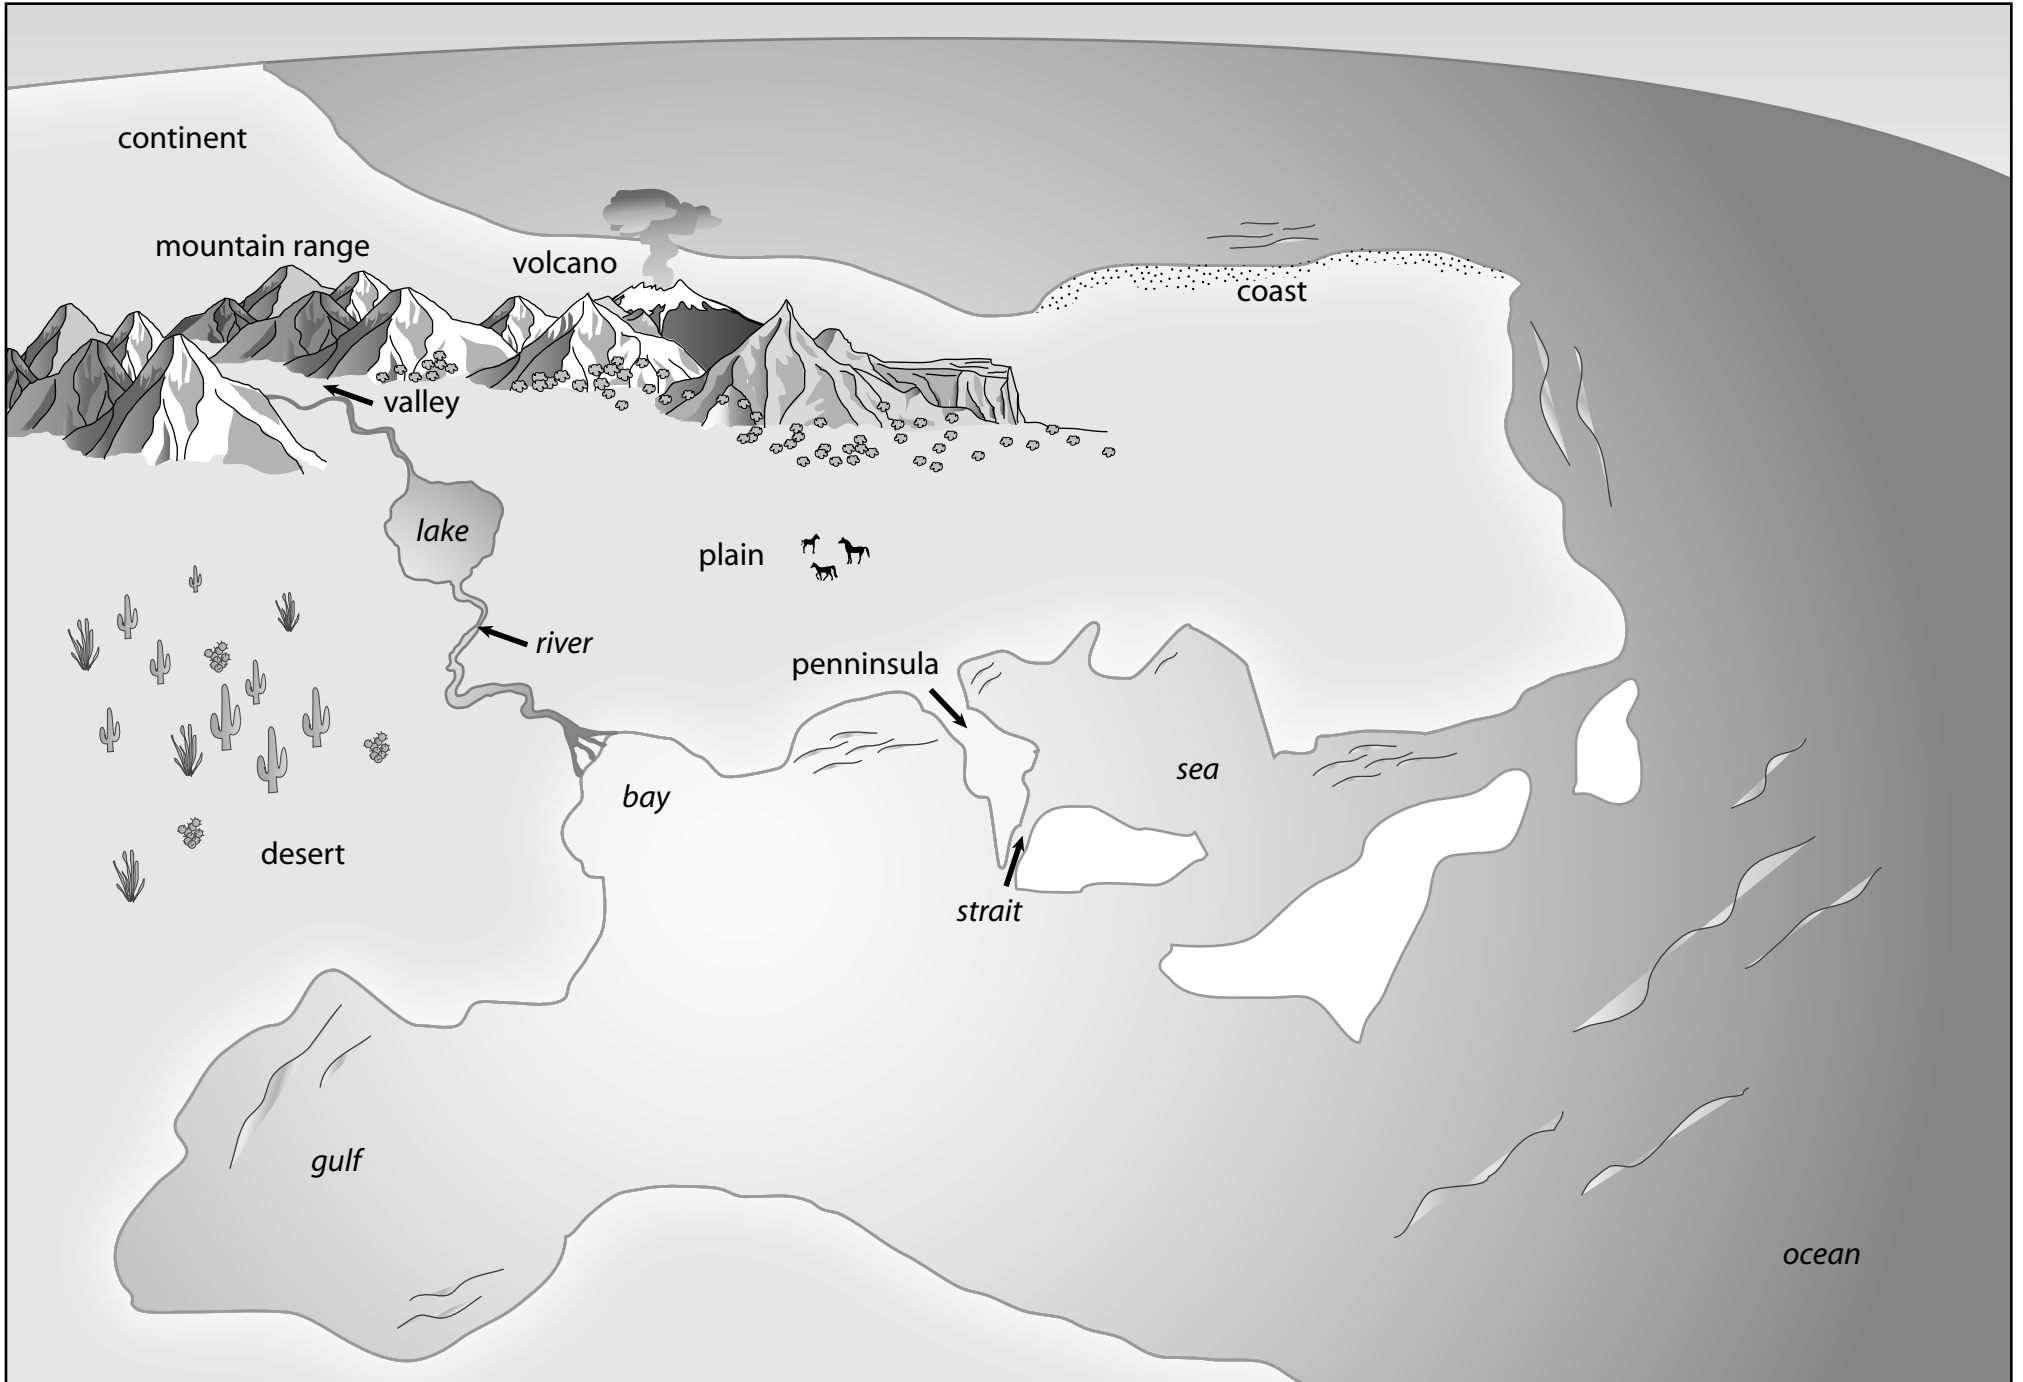 continent
mountain range
volcano
coast
valley
lake
plain
river
penninsula
sea
bay
desert
strait
gulf
ocean